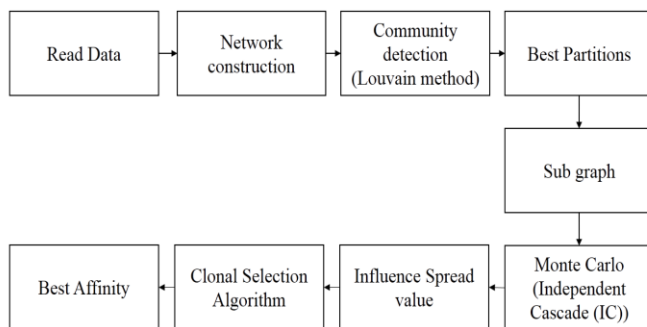 Read Data
Network
construction
Community
detection
(Louvain method)
Best Partitions
Sub graph
Monte Carlo
(Independent
Cascade (IC))
Influence Spread
value
Clonal Selection
Algorithm
Best Affinity